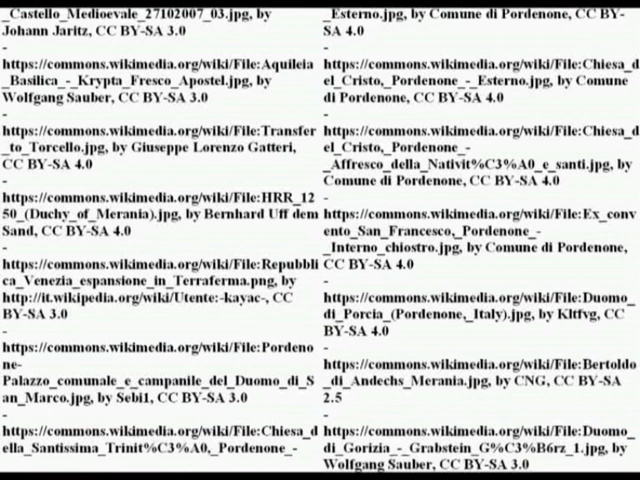 _Castello_Medioevale_27102007_03.jpg, by
Johann Jaritz, CC BY-SA 3.0
-
https://commons.wikimedia.org/wiki/File:Aquileia
_Basilica_-_Krypta_Fresco_Apostel.jpg, by
Wolfgang Sauber, CC BY-SA 3.0
-
https://commons.wikimedia.org/wiki/File:Transfer
_to_Torcello.jpg, by Giuseppe Lorenzo Gatteri,
CC BY-SA 4.0
-
https://commons.wikimedia.org/wiki/File:HRR_12
50_(Duchy_of_Merania).jpg, by Bernhard Uff dem
Sand, CC BY-SA 4.0
-
https://commons.wikimedia.org/wiki/File:Repubbli
ca_Venezia_espansione_in_Terraferma.png, by
http://it.wikipedia.org/wiki/Utente:-kayac-, CC
BY-SA 3.0
-
https://commons.wikimedia.org/wiki/File:Pordeno
ne-
Palazzo_comunale_e_campanile_del_Duomo_di_S
an_Marco.jpg, by Sebi1, CC BY-SA 3.0
-
https://commons.wikimedia.org/wiki/File:Chiesa_d
ella_Santissima_Trinit%C3%A0,_Pordenone_-
_Esterno.jpg, by Comune di Pordenone, CC BY-
SA 4.0
-
https://commons.wikimedia.org/wiki/File:Chiesa_d
el_Cristo,_Pordenone_-_Esterno.jpg, by Comune
di Pordenone, CC BY-SA 4.0
-
https://commons.wikimedia.org/wiki/File:Chiesa_d
el_Cristo,_Pordenone_-
_Affresco_della_Nativit%C3%A0_e_santi.jpg, by
Comune di Pordenone, CC BY-SA 4.0
-
https://commons.wikimedia.org/wiki/File:Ex_conv
ento_San_Francesco,_Pordenone_-
_Interno_chiostro.jpg, by Comune di Pordenone,
CC BY-SA 4.0
-
https://commons.wikimedia.org/wiki/File:Duomo_
di_Porcia_(Pordenone,_Italy).jpg, by Kltfvg, CC
BY-SA 4.0
-
https://commons.wikimedia.org/wiki/File:Bertoldo
_di_Andechs_Merania.jpg, by CNG, CC BY-SA
2.5
-
https://commons.wikimedia.org/wiki/File:Duomo_
di_Gorizia_-_Grabstein_G%C3%B6rz_1.jpg, by
Wolfgang Sauber, CC BY-SA 3.0